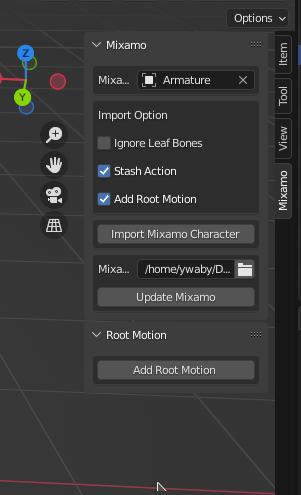 Options
Z
Y
Mixamo
Mixa... Armature
Import Option
Ignore Leaf Bones
Stash Action
Add Root Motion
Import Mixamo Character
Mixa... /home/ywaby/D...
Update Mixamo
Root Motion
Add Root Motion
Item
Tool
View
Mixamo